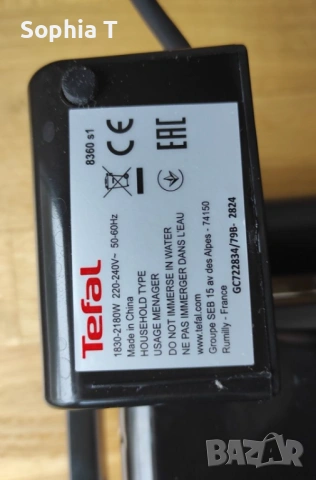 Sophia T
Tefal
8360 s1
1830-2180W 220-240V~ 50-60Hz
Made in China
HOUSEHOLD TYPE
USAGE MENAGER
DO NOT IMMERSE IN WATER
NE PAS IMMERGER DANS L'EAU
www.tefal.com
Groupe SEB 15 av des Alpes - 74150
Rumilly - France
GC722834/79B- 2824
CE
EAC
BAZAR